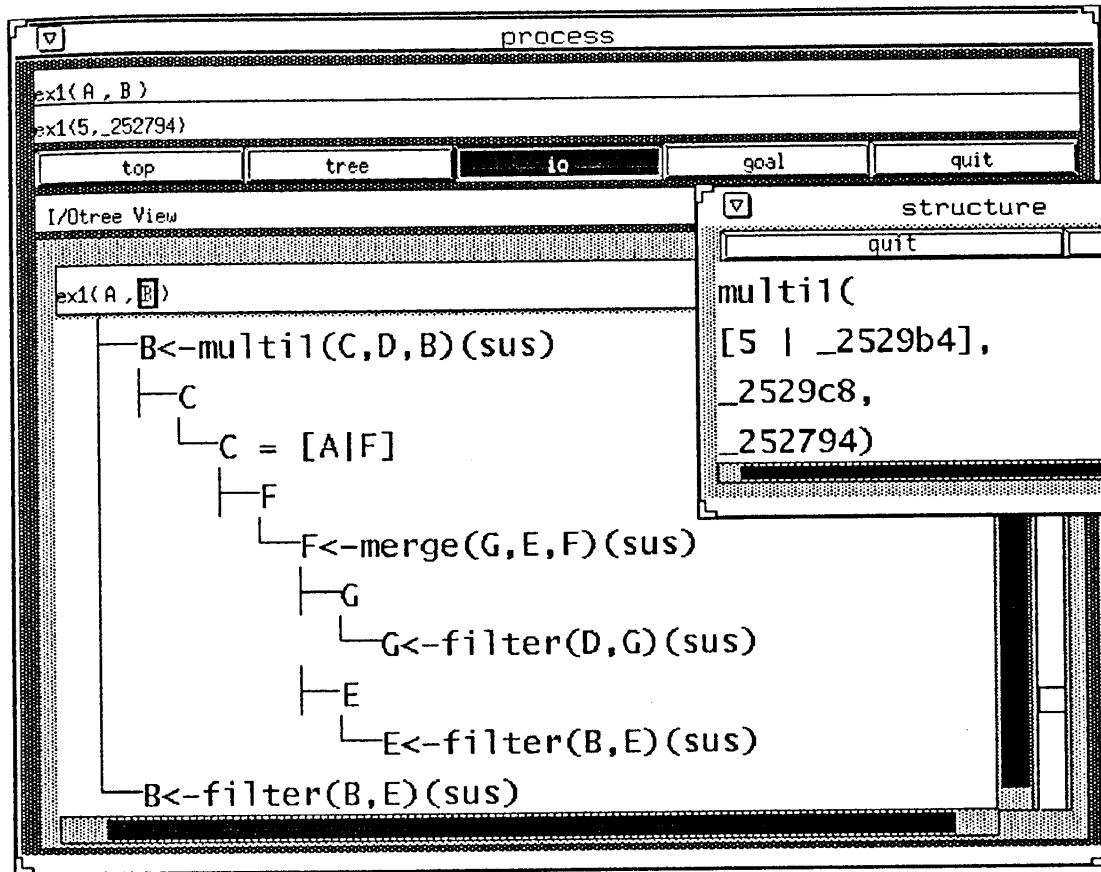 process
ex1(A , B )
ex1(5,_252794)
top tree io goal quit
I/Otree View
ex1( A , B )
B<-multi1(C,D,B)(sus)
C
C = [A|F]
F
F<-merge(G,E,F)(sus)
G
G<-filter(D,G)(sus)
E
E<-filter(B,E)(sus)
B<-filter(B,E)(sus)
structure
quit
multi1(
[5 | _2529b4],
_2529c8,
_252794)